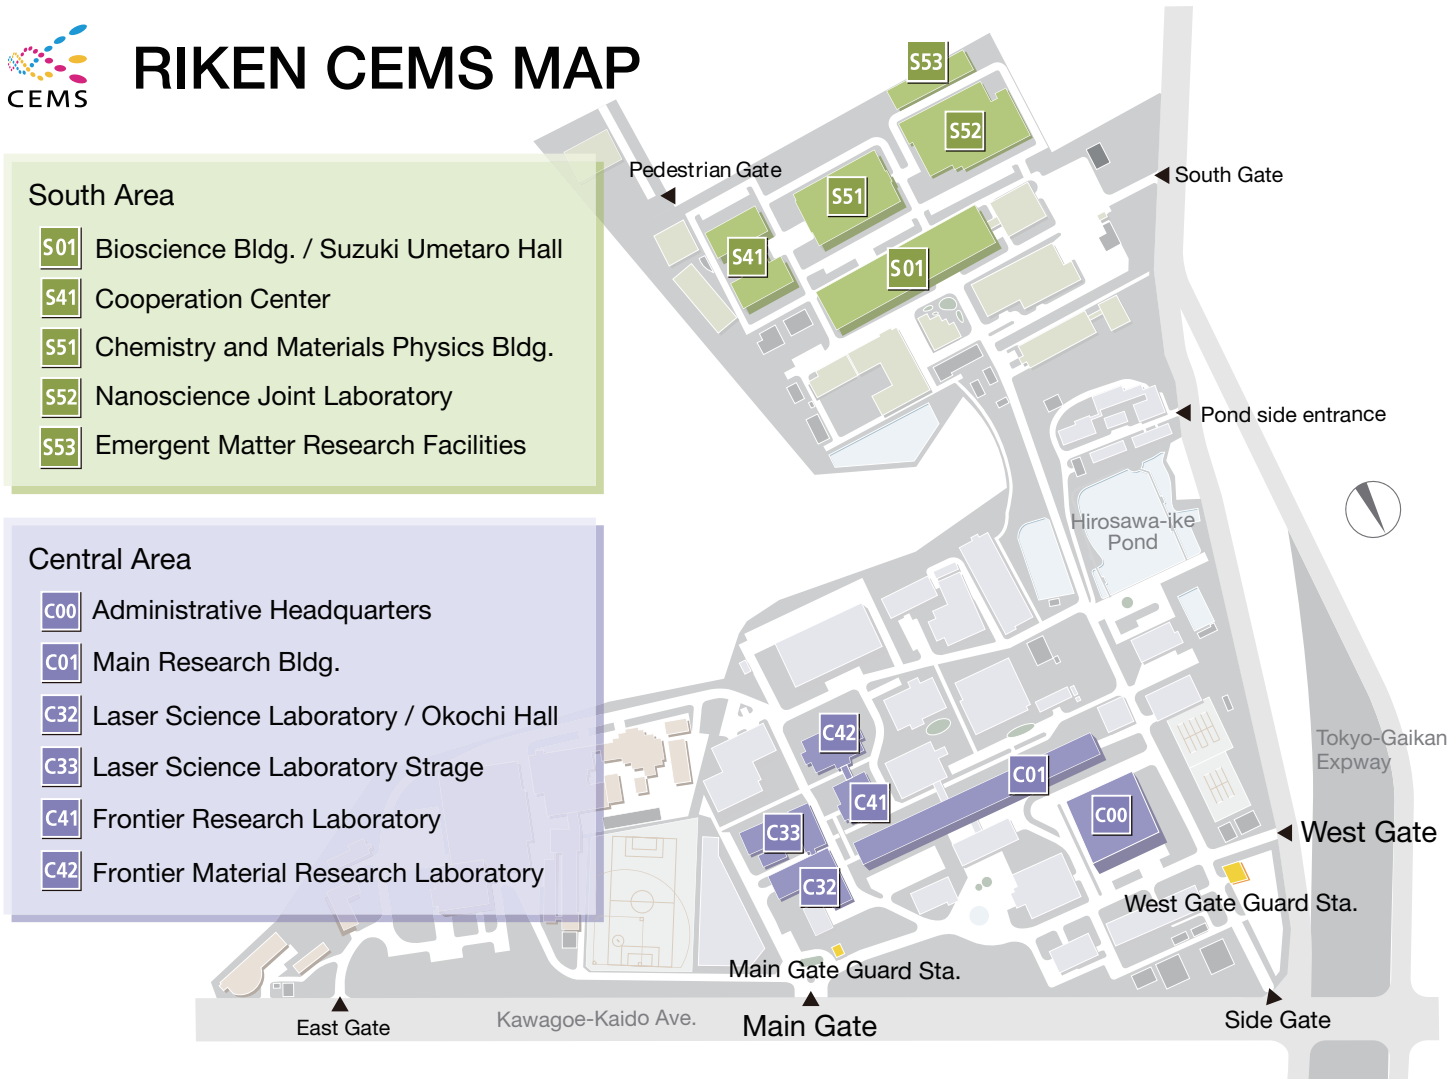 CEMS
RIKEN CEMS MAP
South Area
S01 Bioscience Bldg. / Suzuki Umetaro Hall
S41 Cooperation Center
S51 Chemistry and Materials Physics Bldg.
S52 Nanoscience Joint Laboratory
S53 Emergent Matter Research Facilities
Central Area
C00 Administrative Headquarters
C01 Main Research Bldg.
C32 Laser Science Laboratory / Okochi Hall
C33 Laser Science Laboratory Strage
C41 Frontier Research Laboratory
C42 Frontier Material Research Laboratory
S53
S52
Pedestrian Gate
South Gate
S51
S41
S01
Pond side entrance
Hirosawa-ike
Pond
C42
Tokyo-Gaikan
Expway
C01
C41
C00
C33
West Gate
C32
West Gate Guard Sta.
Main Gate Guard Sta.
East Gate
Kawagoe-Kaido Ave.
Main Gate
Side Gate